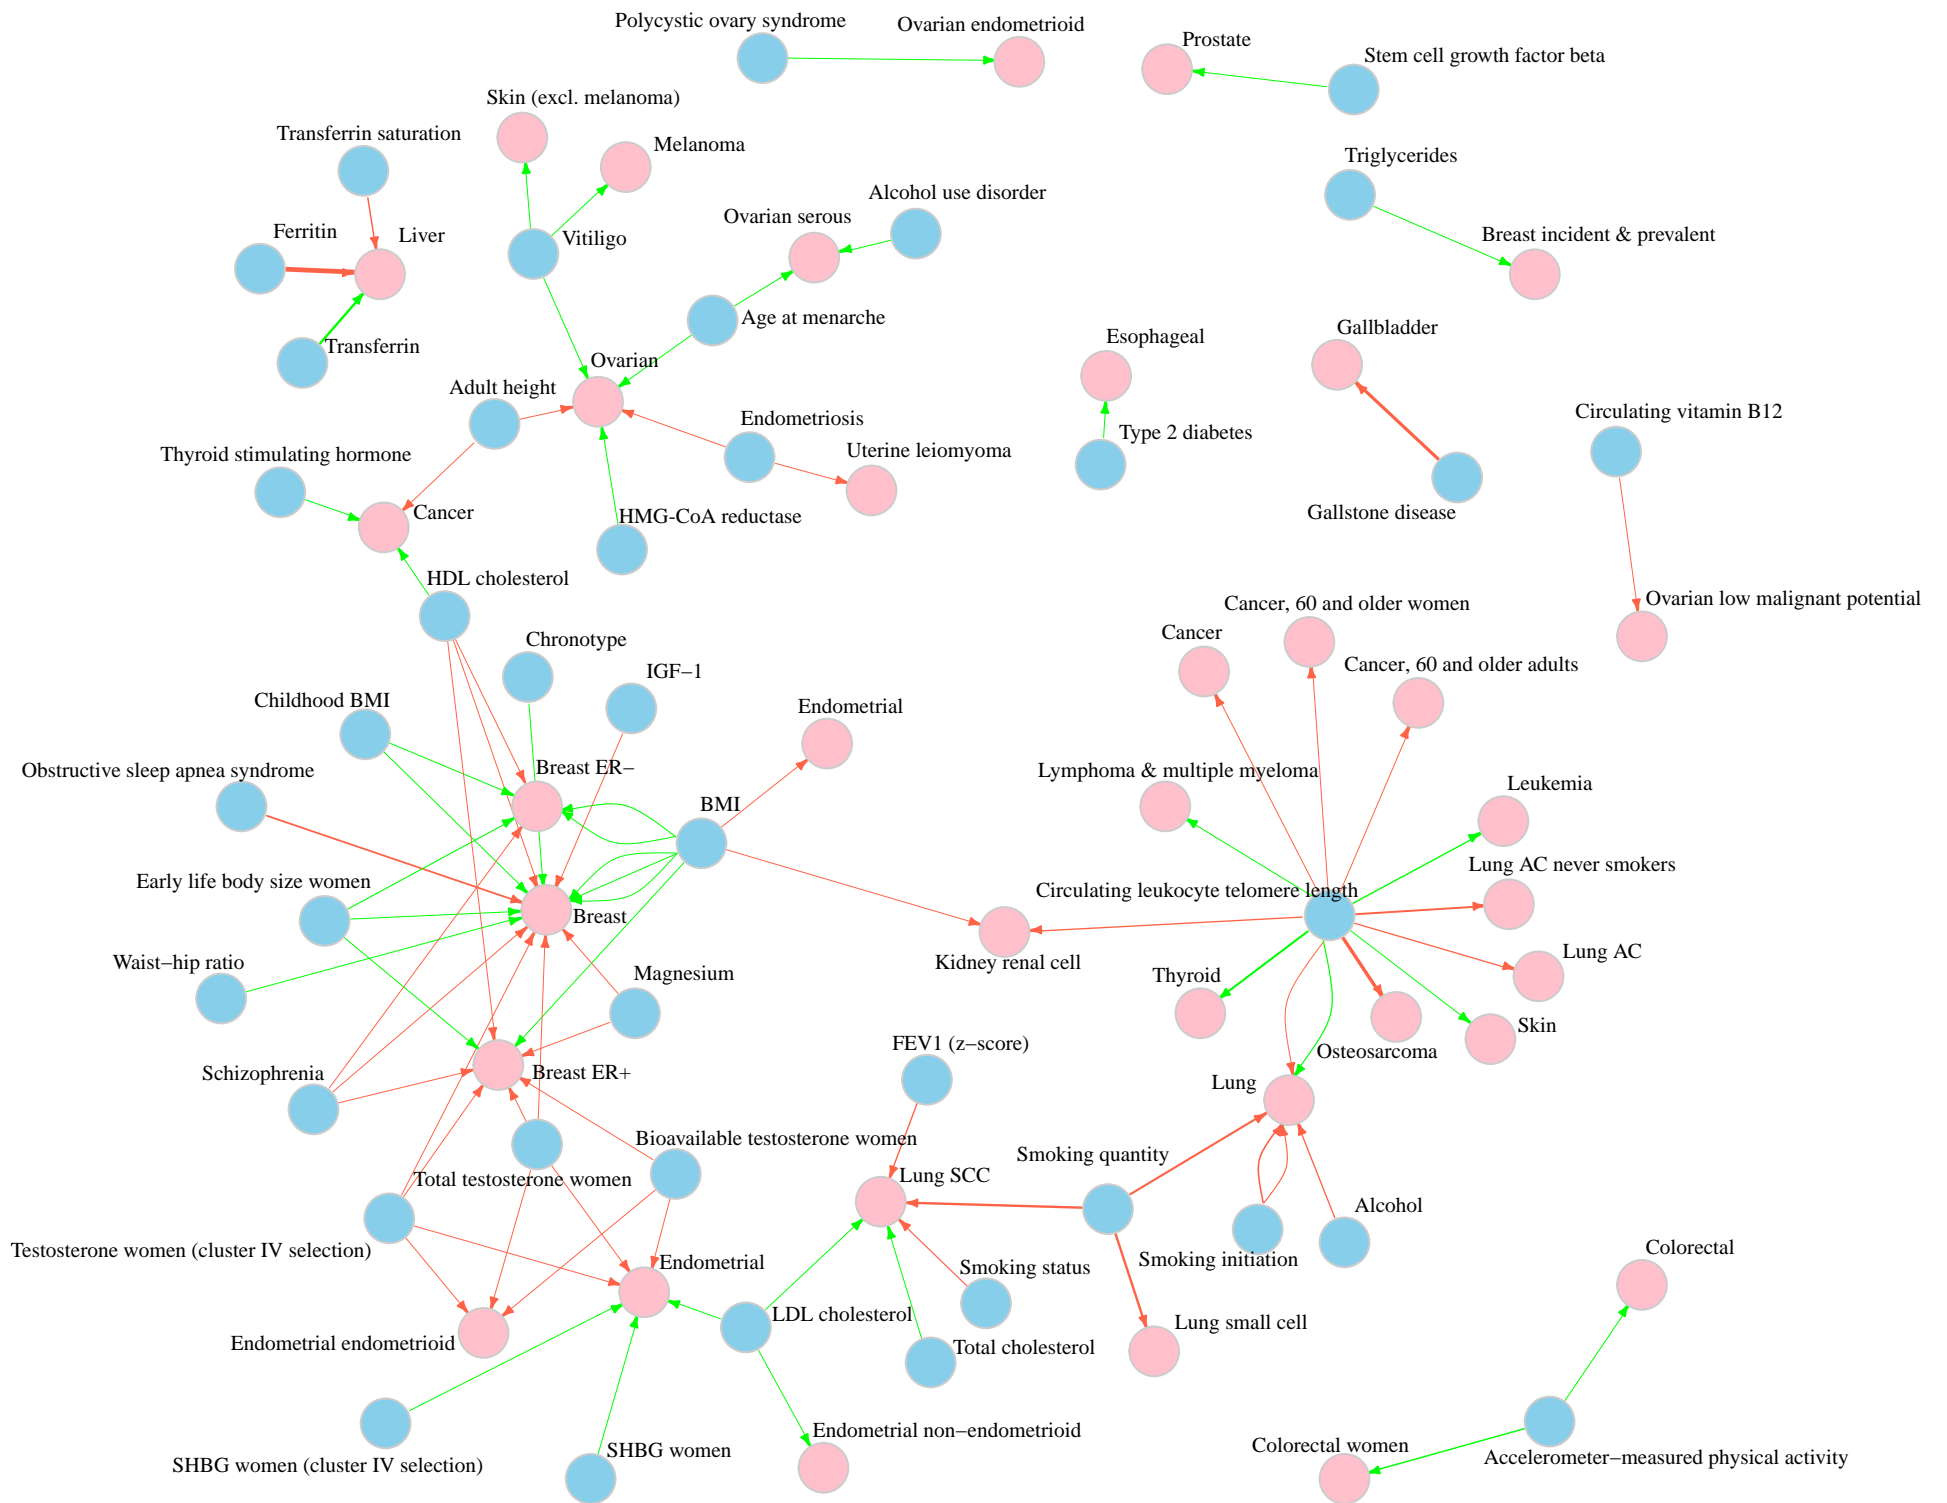 Polycystic ovary syndrome
Ovarian endometrioid
Prostate
Stem cell growth factor beta
Skin (excl. melanoma)
Transferrin saturation
Melanoma
Triglycerides
Alcohol use disorder
Ovarian serous
Ferritin
Liver
Vitiligo
Breast incident & prevalent
Age at menarche
Gallbladder
Esophageal
Transferrin
Ovarian
Adult height
Endometriosis
Circulating vitamin B12
Type 2 diabetes
Thyroid stimulating hormone
Uterine leiomyoma
Cancer
HMG-CoA reductase
Gallstone disease
HDL cholesterol
Ovarian low malignant potential
Cancer, 60 and older women
Cancer
Chronotype
IGF−1
Cancer, 60 and older adults
Childhood BMI
Endometrial
Obstructive sleep apnea syndrome
Breast ER−
Lymphoma & multiple myeloma
Leukemia
BMI
Lung AC never smokers
Early life body size women
Circulating leukocyte telomere length
Breast
Lung AC
Waist−hip ratio
Kidney renal cell
Magnesium
Thyroid
Skin
FEV1 (z−score)
Osteosarcoma
Schizophrenia
Breast ER+
Lung
Bioavailable testosterone women
Smoking quantity
Total testosterone women
Lung SCC
Alcohol
Testosterone women (cluster IV selection)
Colorectal
Smoking initiation
Endometrial
Smoking status
LDL cholesterol
Lung small cell
Endometrial endometrioid
Total cholesterol
Endometrial non−endometrioid
Colorectal women
SHBG women
Accelerometer−measured physical activity
SHBG women (cluster IV selection)